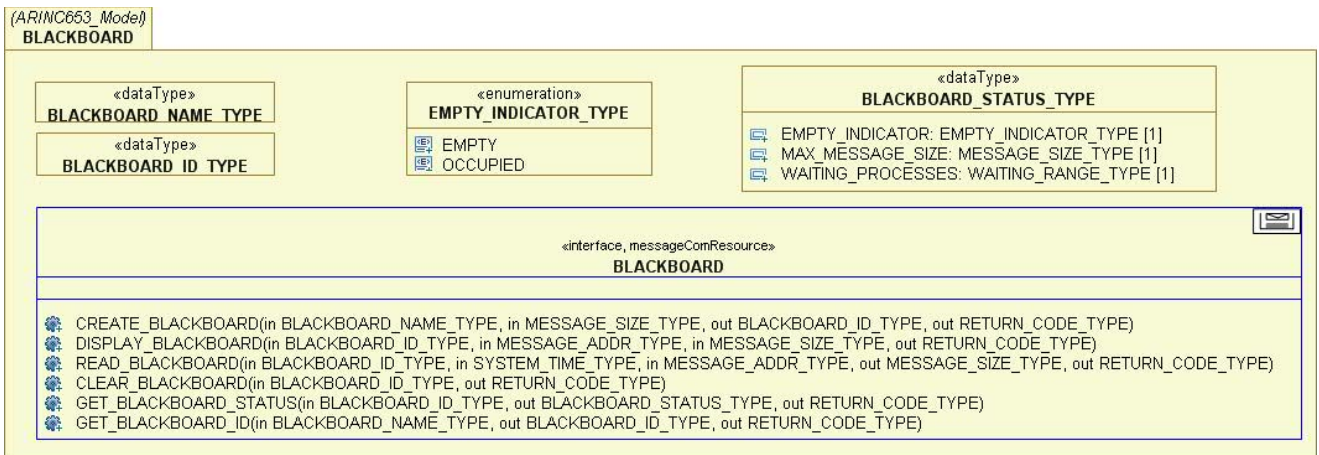 (ARINC653_Model)
BLACKBOARD
«dataType»
BLACKBOARD_NAME_TYPE
«dataType»
BLACKBOARD_ID_TYPE
«enumeration»
EMPTY_INDICATOR_TYPE
EMPTY
OCCUPIED
«dataType»
BLACKBOARD_STATUS_TYPE
EMPTY_INDICATOR: EMPTY_INDICATOR_TYPE [1]
MAX_MESSAGE_SIZE: MESSAGE_SIZE_TYPE [1]
WAITING_PROCESSES: WAITING_RANGE_TYPE [1]
«interface, messageComResource»
BLACKBOARD
CREATE_BLACKBOARD(in BLACKBOARD_NAME_TYPE, in MESSAGE_SIZE_TYPE, out BLACKBOARD_ID_TYPE, out RETURN_CODE_TYPE)
DISPLAY_BLACKBOARD(in BLACKBOARD_ID_TYPE, in MESSAGE_ADDR_TYPE, in MESSAGE_SIZE_TYPE, out RETURN_CODE_TYPE)
READ_BLACKBOARD(in BLACKBOARD_ID_TYPE, in SYSTEM_TIME_TYPE, in MESSAGE_ADDR_TYPE, out MESSAGE_SIZE_TYPE, out RETURN_CODE_TYPE)
CLEAR_BLACKBOARD(in BLACKBOARD_ID_TYPE, out RETURN_CODE_TYPE)
GET_BLACKBOARD_STATUS(in BLACKBOARD_ID_TYPE, out BLACKBOARD_STATUS_TYPE, out RETURN_CODE_TYPE)
GET_BLACKBOARD_ID(in BLACKBOARD_NAME_TYPE, out BLACKBOARD_ID_TYPE, out RETURN_CODE_TYPE)